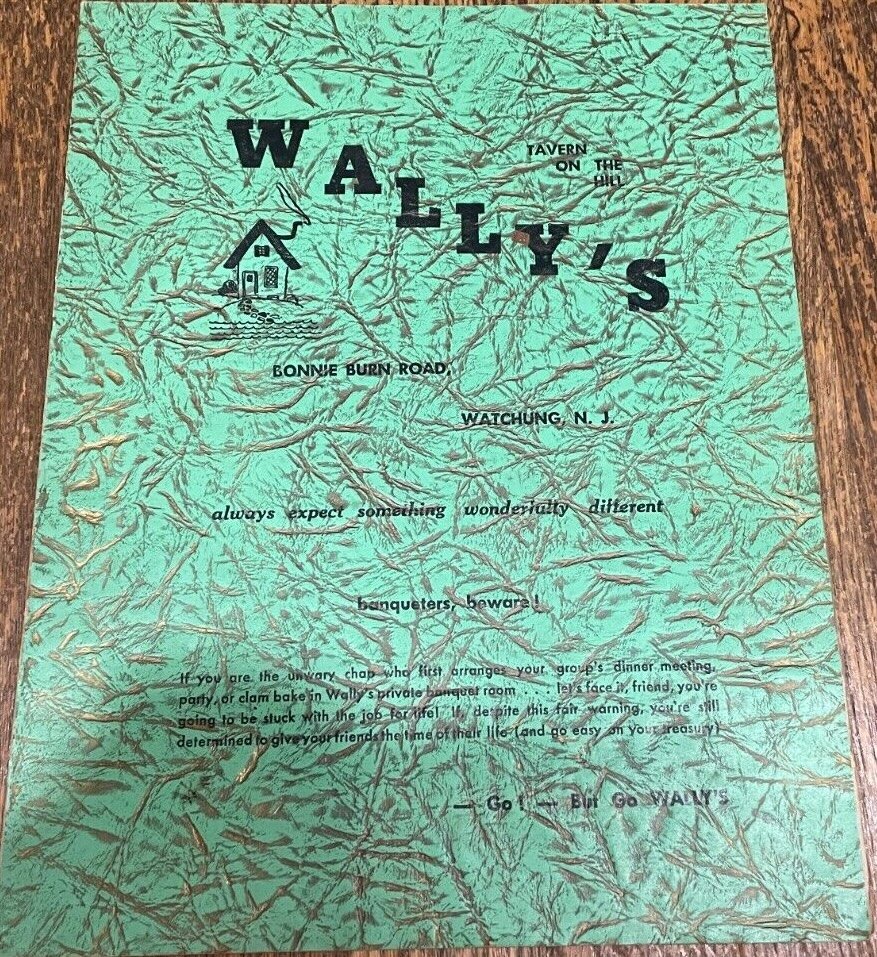 WALLY'S
TAVERN
ON THE
HILL
BONNIE BURN ROAD,
WATCHUNG, N. J.
always expect something wonderfully different
banqueters, beware!
If you are the unwary chap who first arranges your group's dinner meeting,
party, or clam bake in Wally's private banquet room . . . let's face it, friend, you're
going to be stuck with the job for life! If, despite this fair warning, you're still
determined to give your friends the time of their life (and go easy on your treasury)
— Go! — But Go WALLY'S